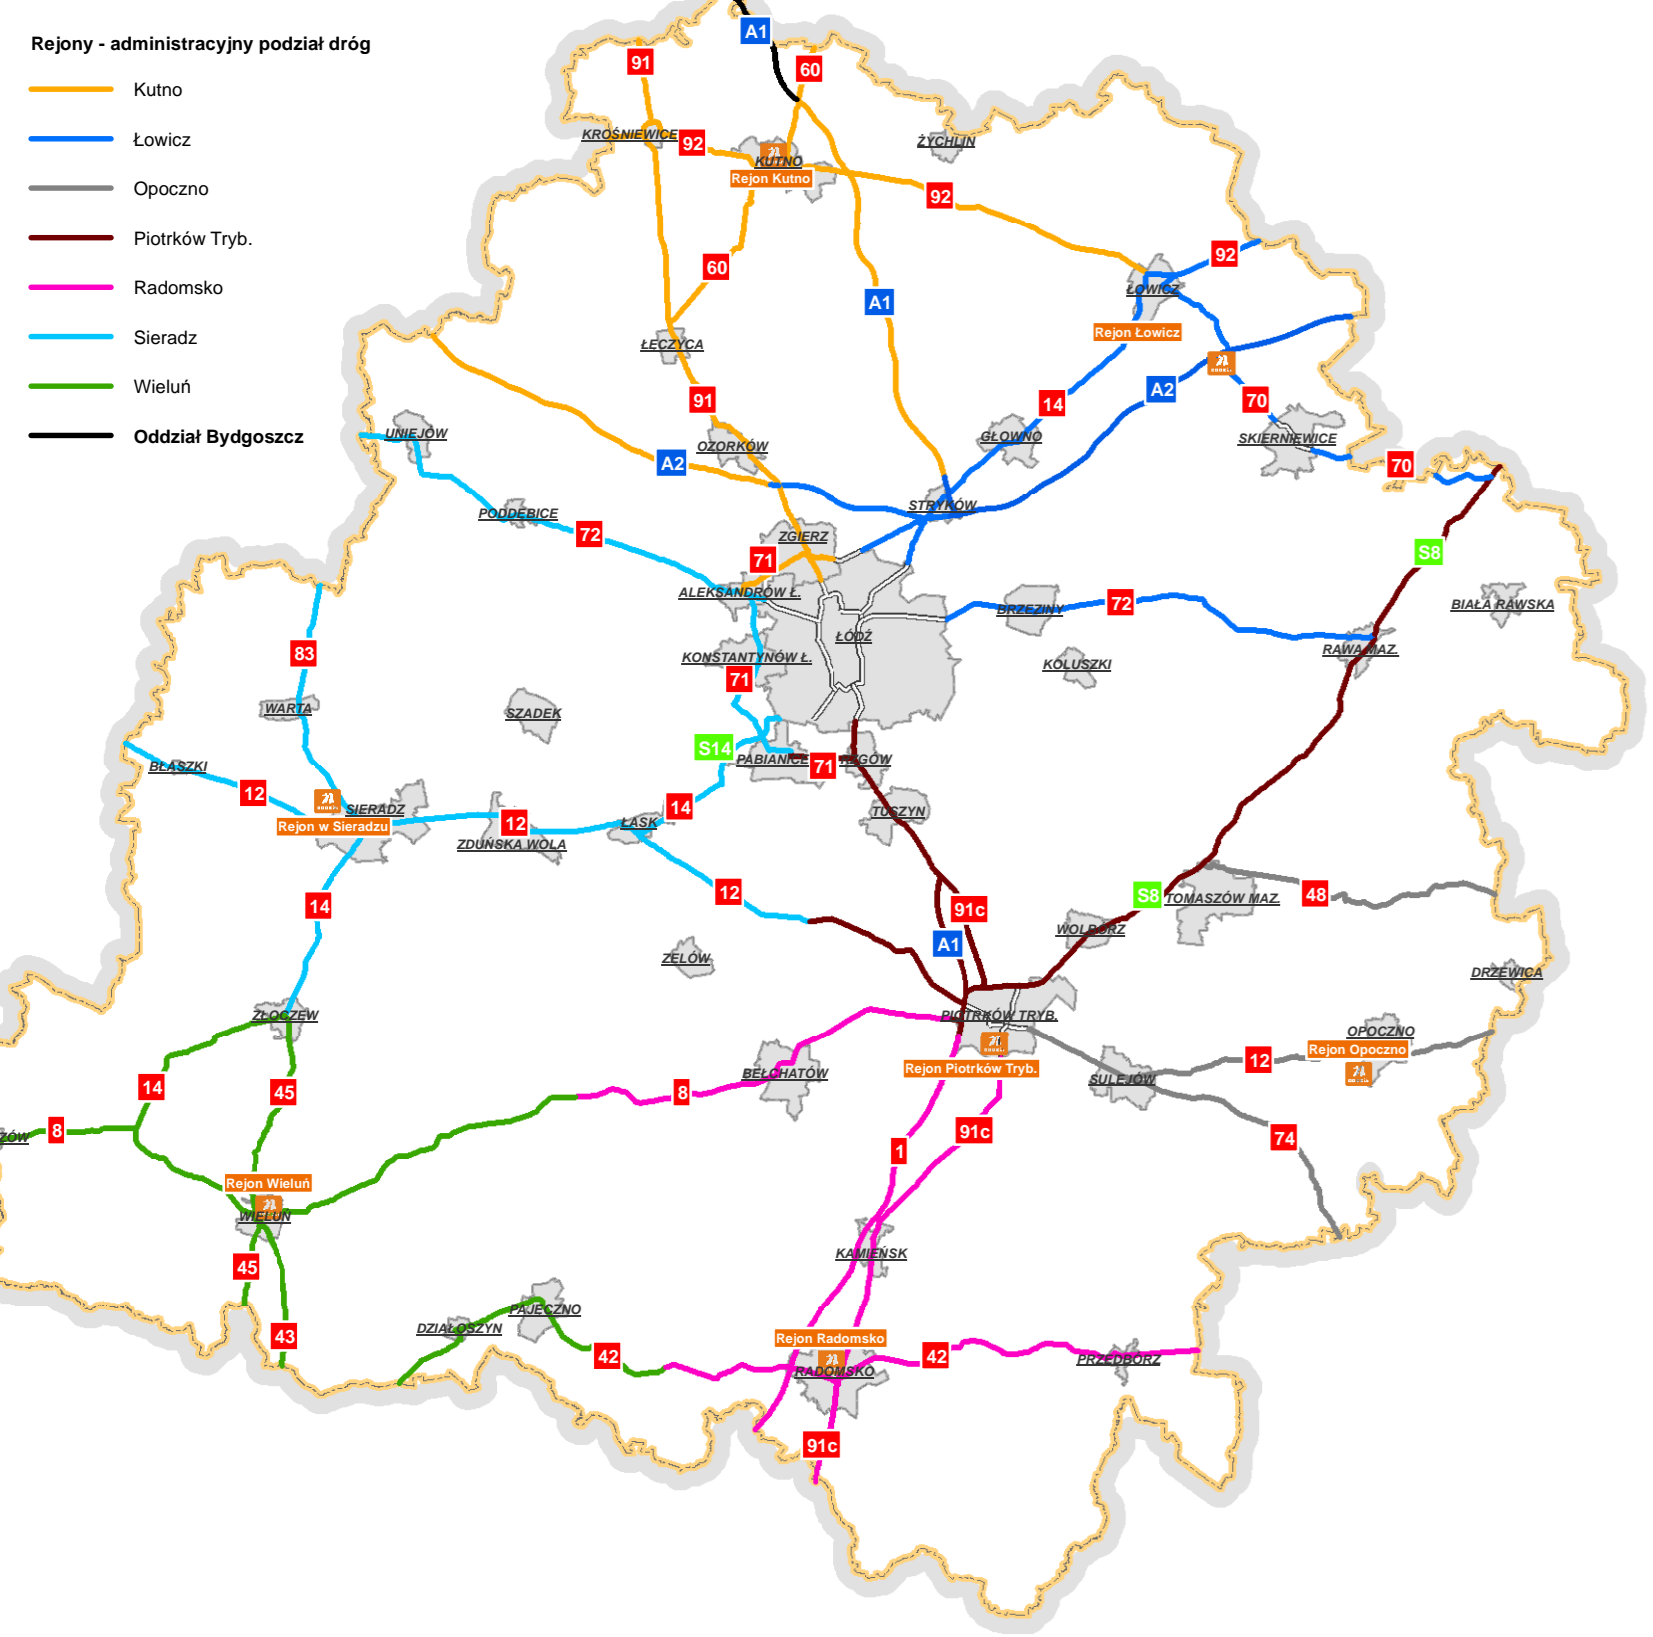 Rejony - administracyjny podział dróg
Kutno
Łowicz
Opoczno
Piotrków Tryb.
Radomsko
Sieradz
Wieluń
Oddział Bydgoszcz
A1
91
60
KROŚNIEWICE
92
KUTNO
Rejon Kutno
ŻYCHLIN
92
60
A1
92
ŁOWICZ
Rejon Łowicz
ŁĘCZYCA
91
A2
14
70
UNIEJÓW
OZORKÓW
A2
GŁOWNO
SKIERNIEWICE
70
PODDĘBICE
72
STRYKÓW
ZGIERZ
71
S8
ALEKSANDRÓW Ł.
BRZEZINY
72
BIAŁA RAWSKA
ŁÓDŹ
83
KONSTANTYNÓW Ł.
71
KOLUSZKI
RAWA MAZ.
WARTA
SZADEK
S14
PABIANICE
71
BŁASZKI
12
SIERADZ
Rejon w Sieradzu
14
12
ŁASK
ZDUŃSKA WOLA
TUSZYN
14
12
91c
A1
S8
TOMASZÓW MAZ.
48
WOLBÓRZ
ZELÓW
DRZEWICA
ZŁOCZEW
PIOTRKÓW TRYB.
OPOCZNO
Rejon Opoczno
12
14
45
BEŁCHATÓW
Rejon Piotrków Tryb.
SULEJÓW
8
8
91c
1
74
Rejon Wieluń
WIELUŃ
45
KAMIEŃSK
43
DZIAŁOSZYN
PAJĘCZNO
42
Rejon Radomsko
RADOMSKO
42
PRZEDBÓRZ
91c